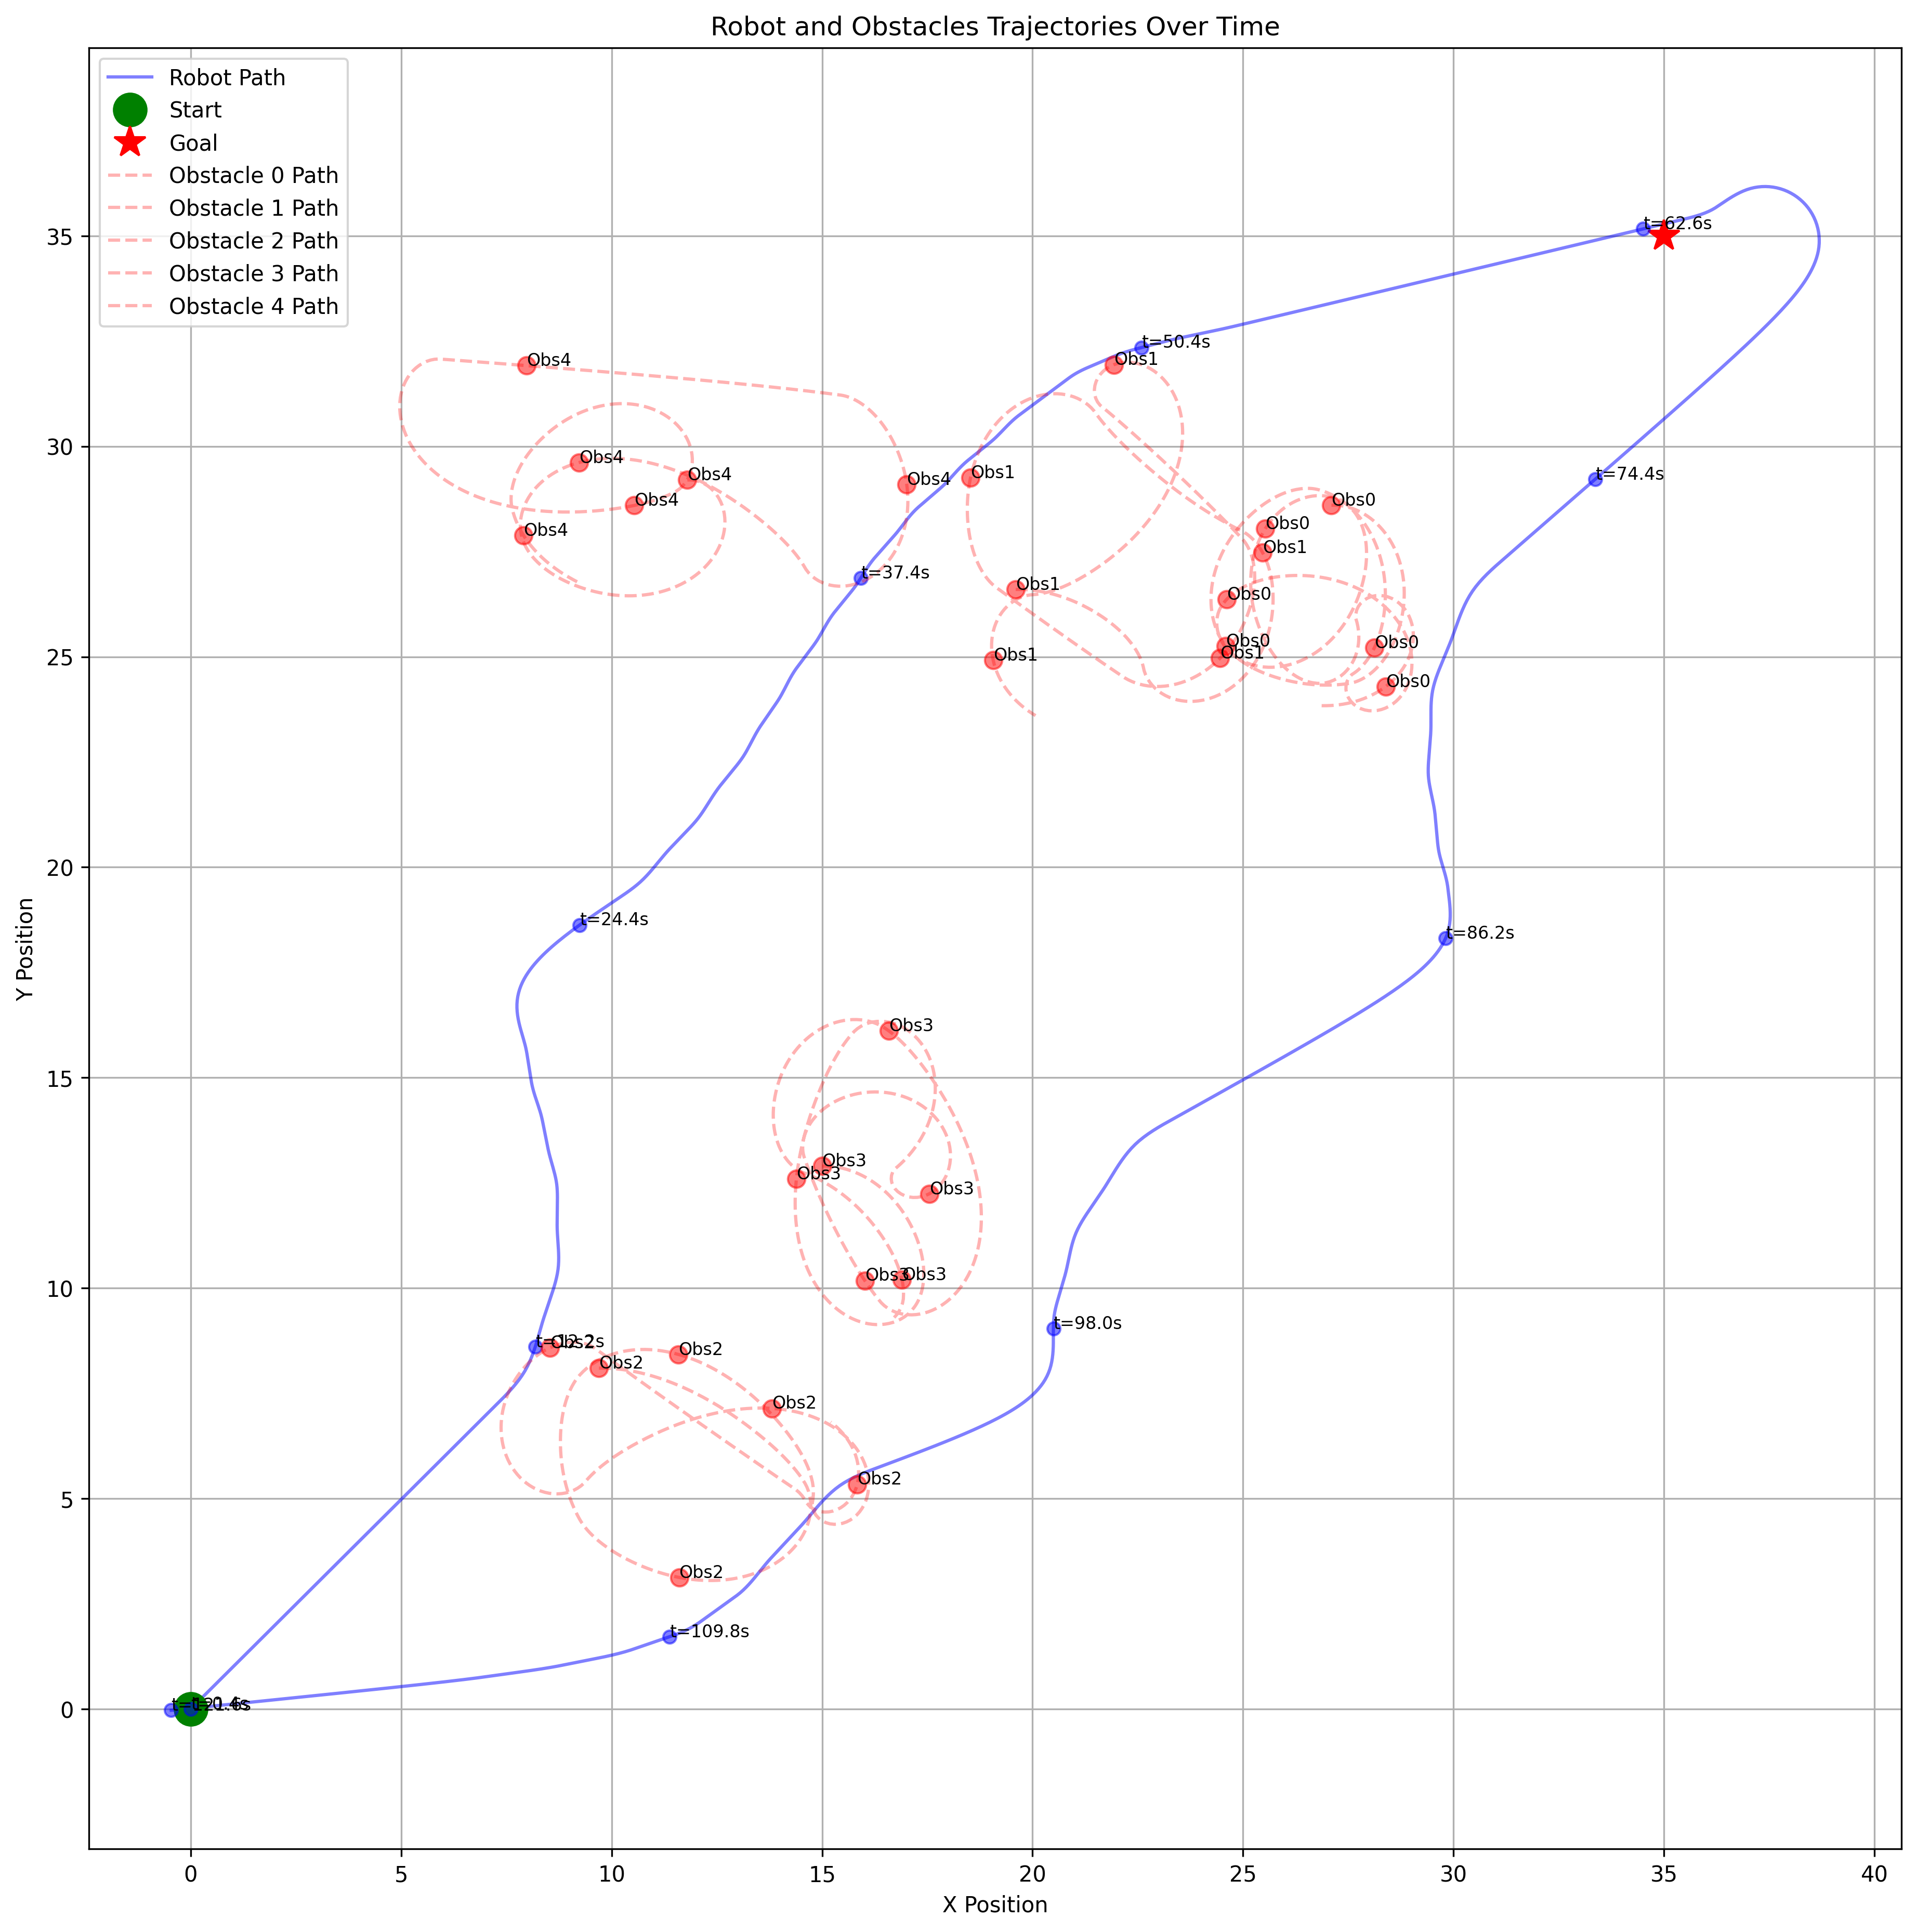 Robot and Obstacles Trajectories Over Time
Robot Path
Start
Goal
Obstacle 0 Path
Obstacle 1 Path
Obstacle 2 Path
Obstacle 3 Path
Obstacle 4 Path
t=62.6s
t=50.4s
Obs4
Obs1
Obs4
Obs4
Obs4
Obs1
t=74.4s
Obs4
Obs0
Obs4
Obs0
Obs1
t=37.4s
Obs1
Obs0
Obs1
Obs0
Obs1
Obs0
Obs0
t=24.4s
t=86.2s
Obs3
Obs3
Obs3
Obs3
Obs3
Obs3
t=98.0s
t=12.2s
Obs2
Obs2
Obs2
Obs2
Obs2
Obs2
t=109.8s
35
30
25
20
15
10
5
0
0
5
10
15
20
25
30
35
40
X Position
Y Position